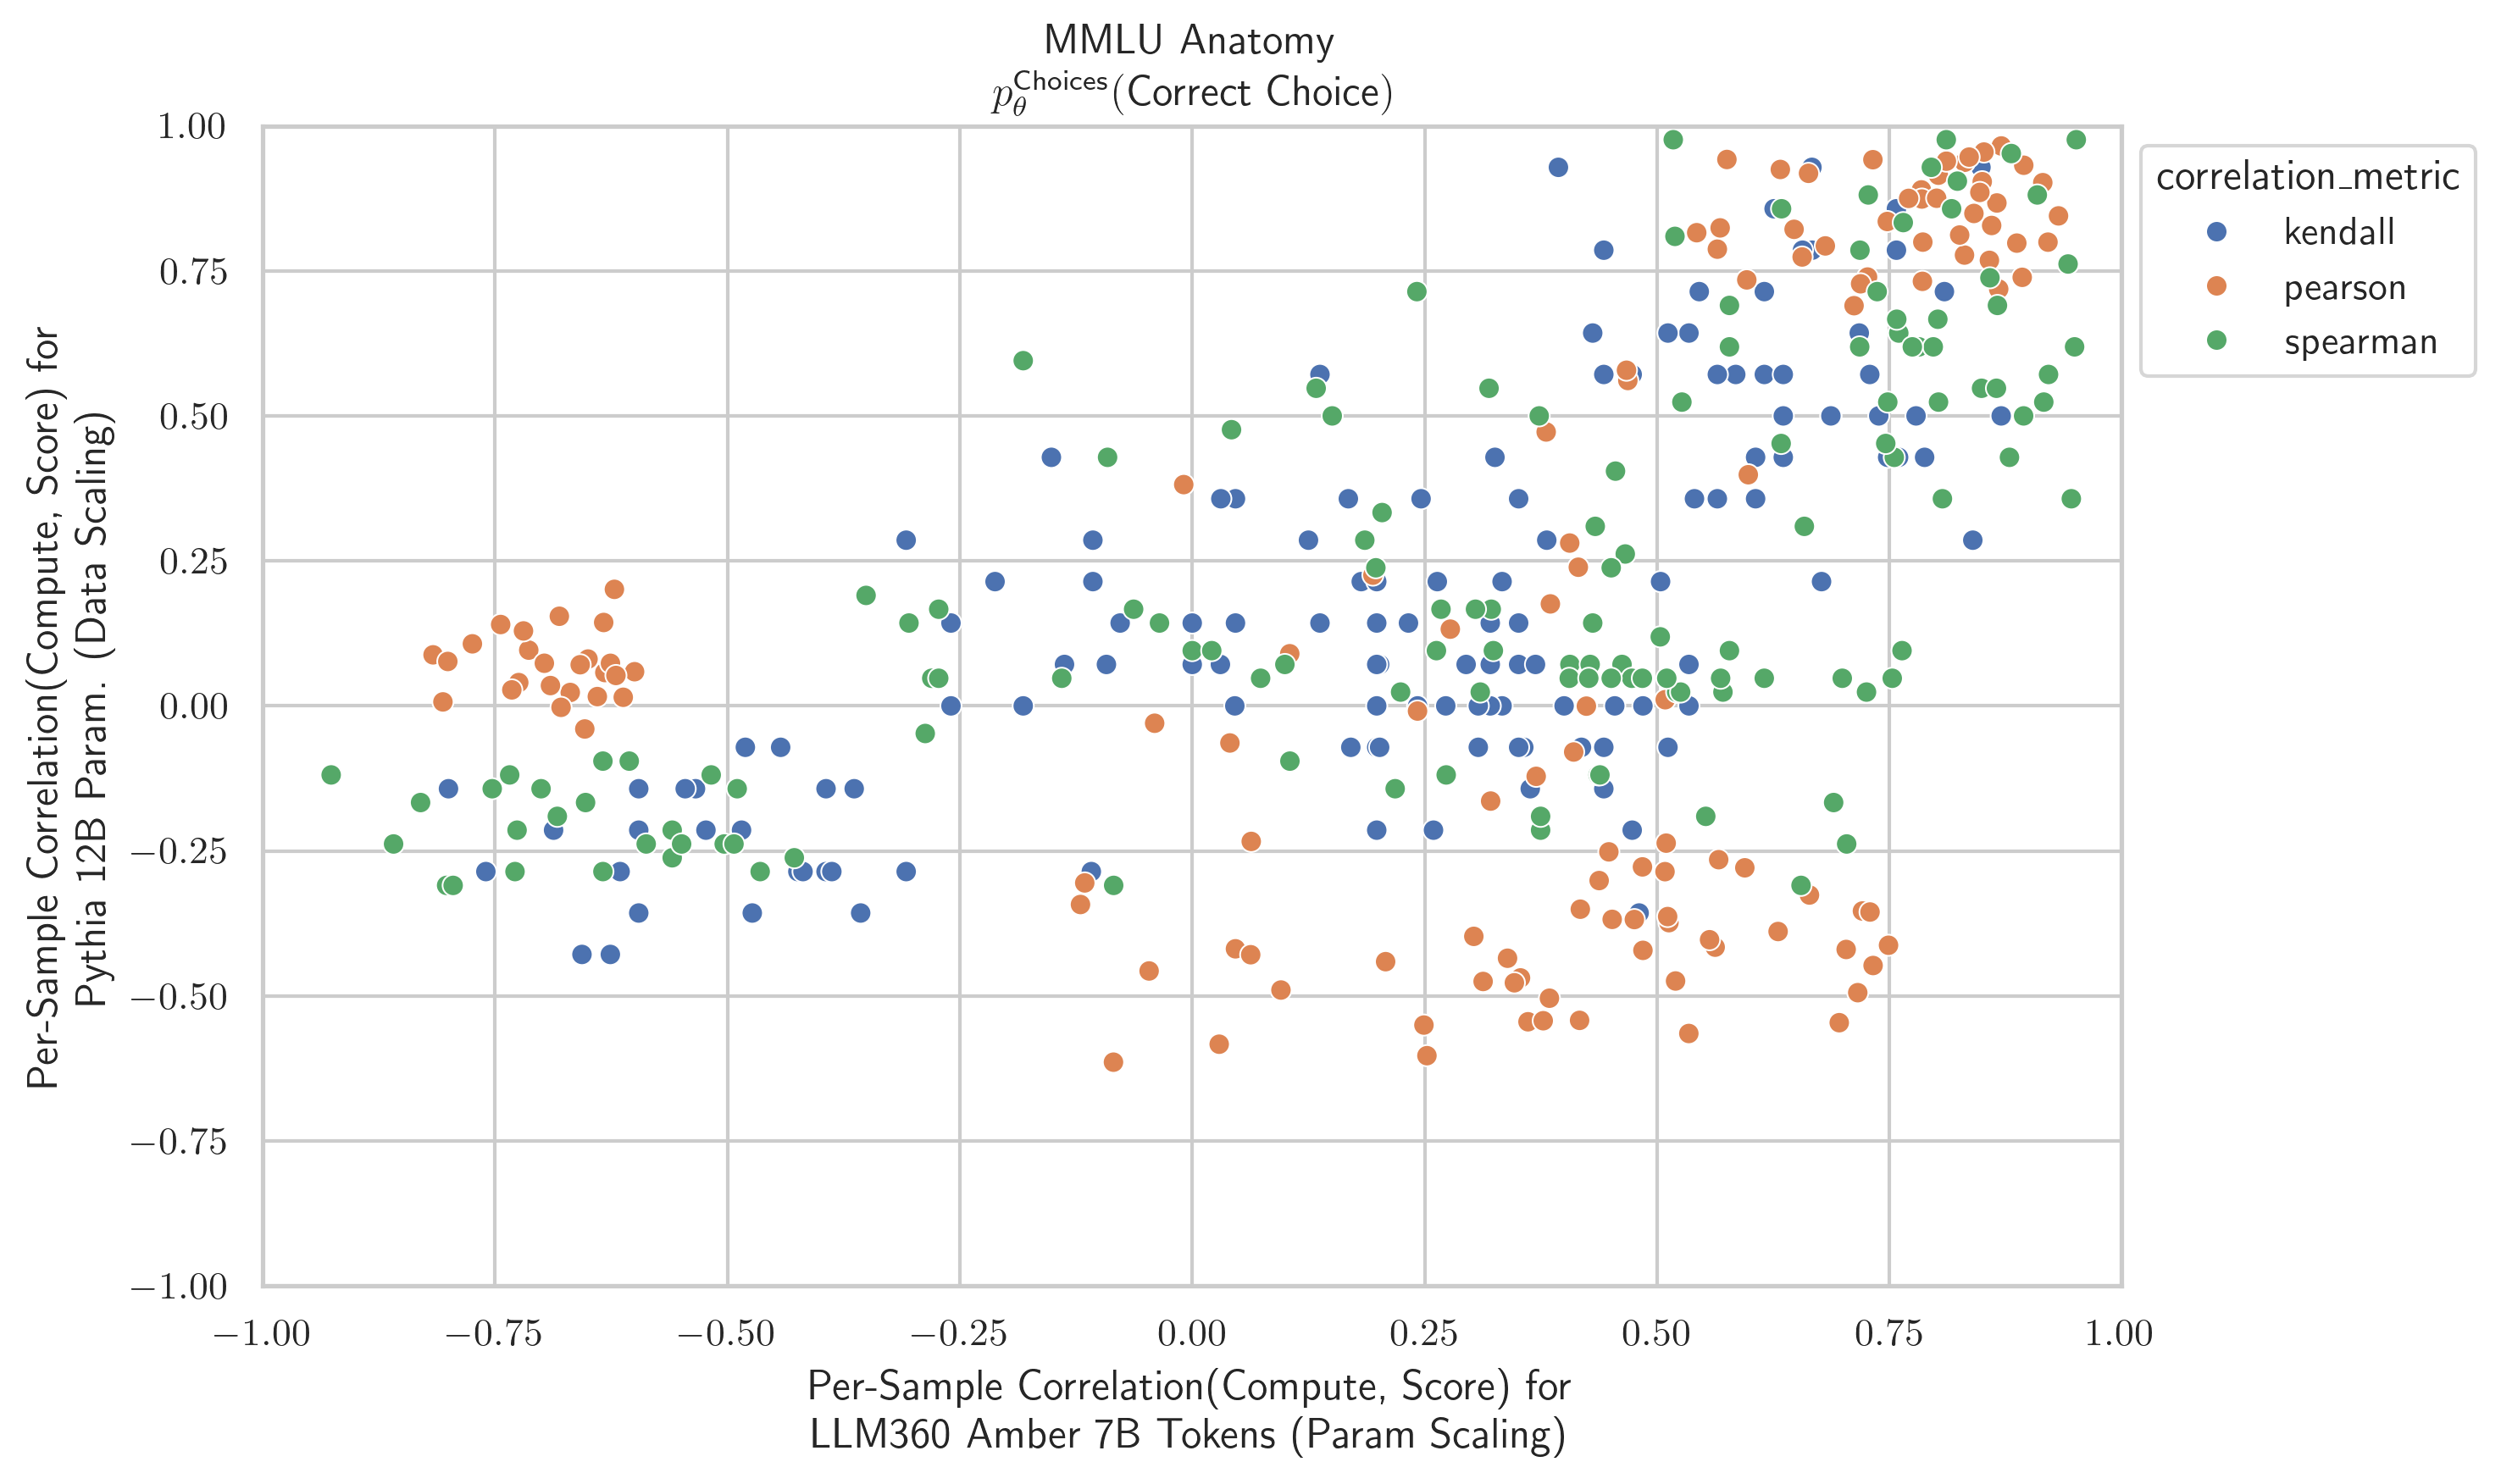 MMLU Anatomy
p_θ^Choices(Correct Choice)
1.00
0.75
0.50
0.25
0.00
−0.25
−0.50
−0.75
−1.00
−1.00 −0.75 −0.50 −0.25 0.00 0.25 0.50 0.75 1.00
Per-Sample Correlation(Compute, Score) for
Pythia 12B Param. (Data Scaling)
Per-Sample Correlation(Compute, Score) for
LLM360 Amber 7B Tokens (Param Scaling)
correlation_metric
kendall
pearson
spearman